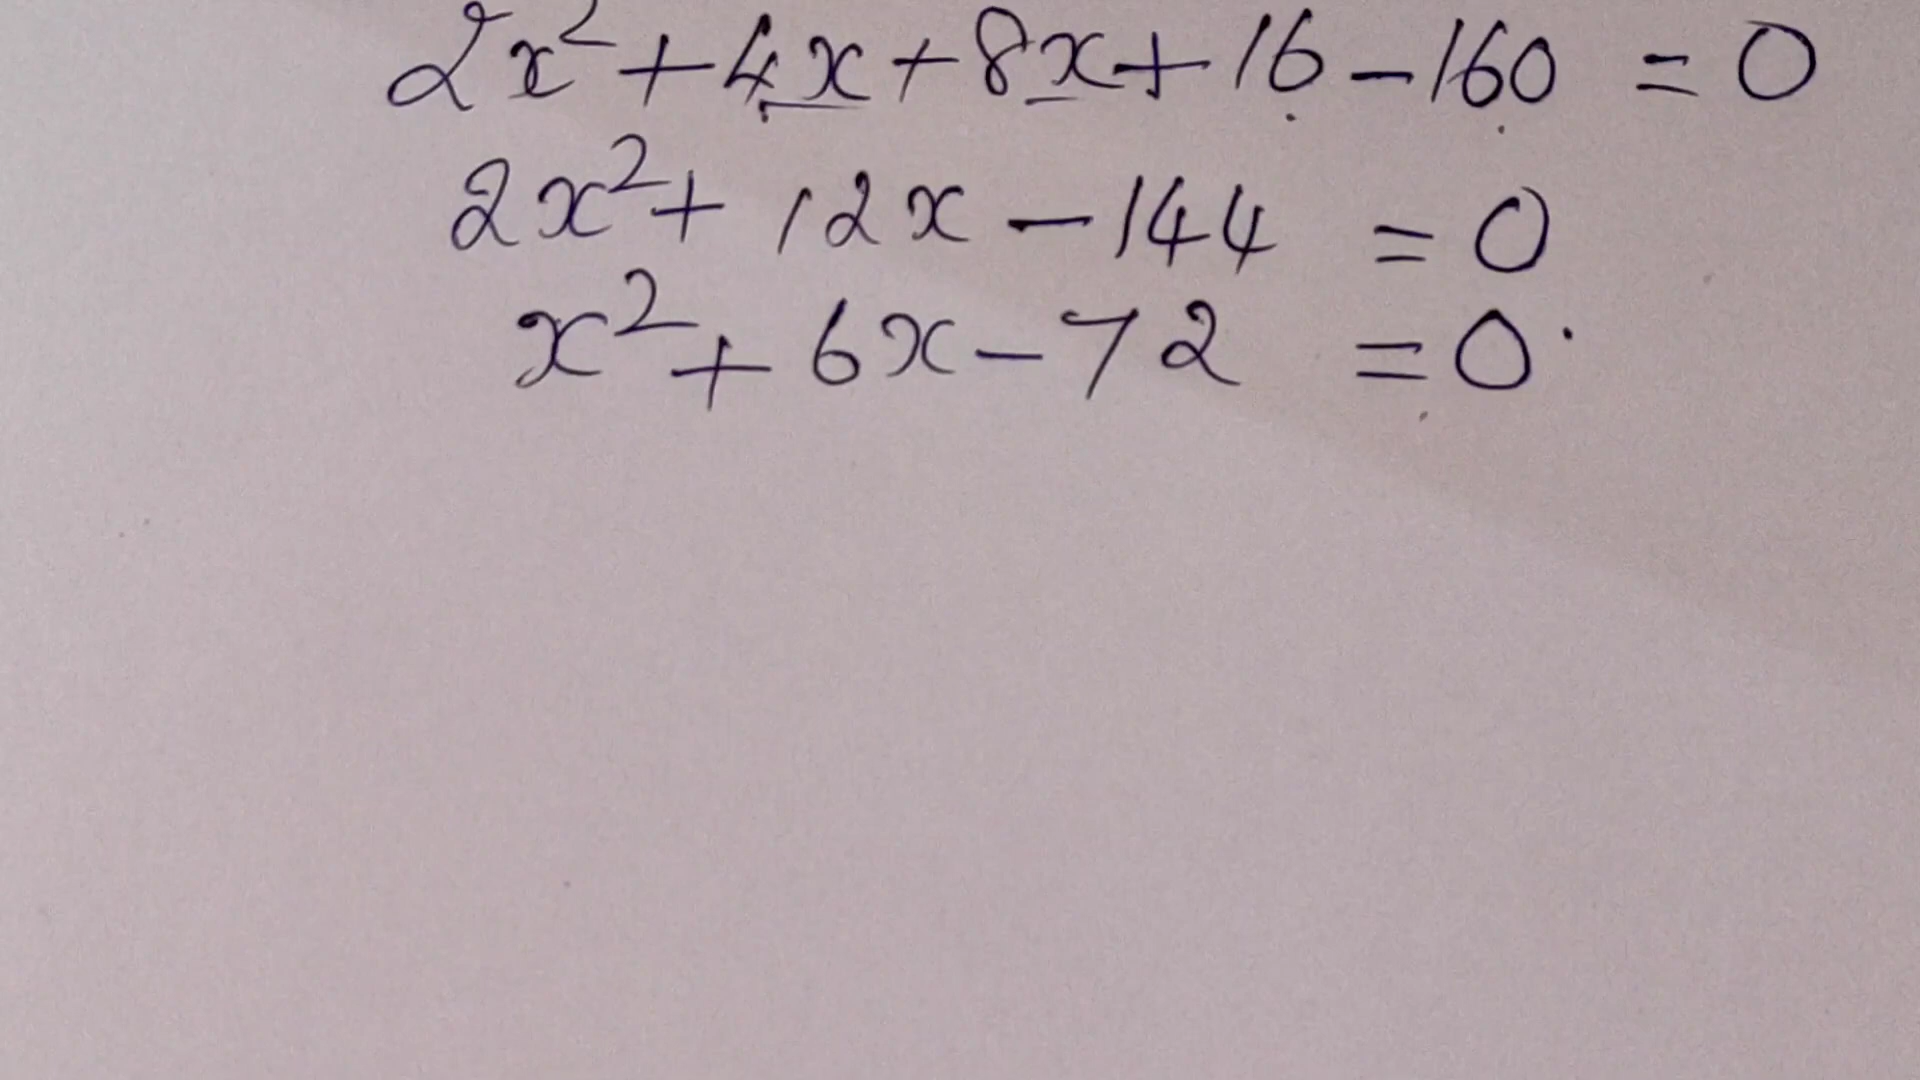 2x² + 4x + 8x + 16 - 160 = 0
2x² + 12x - 144 = 0
x² + 6x - 72 = 0